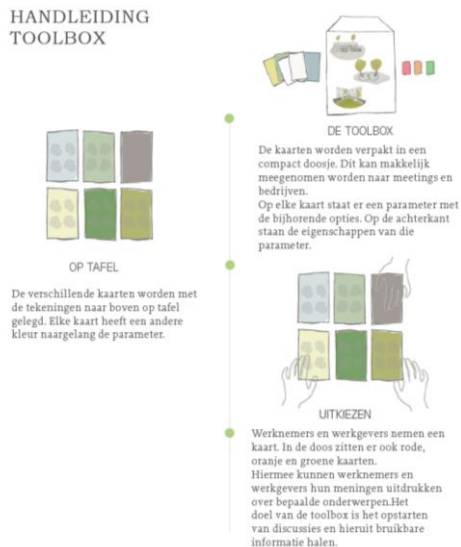 HANDLEIDING
TOOLBOX
DE TOOLBOX
De kaarten worden verpakt in een
compact doosje. Dit kan makkelijk
meegenomen worden naar meetings en
bedrijven.
Op elke kaart staat er een parameter met
de bijhorende opties. Op de achterkant
staan de eigenschappen van die
parameter.
OP TAFEL
De verschillende kaarten worden met
de tekeningen naar boven op tafel
gelegd. Elke kaart heeft een andere
kleur naargelang de parameter.
UITKIEZEN
Werknemers en werkgevers nemen een
kaart. In de doos zitten er ook rode,
oranje en groene kaarten.
Hiermee kunnen werknemers en
werkgevers hun meningen uitdrukken
over bepaalde onderwerpen.Het
doel van de toolbox is het opstarten
van discussies en hieruit bruikbare
informatie halen.